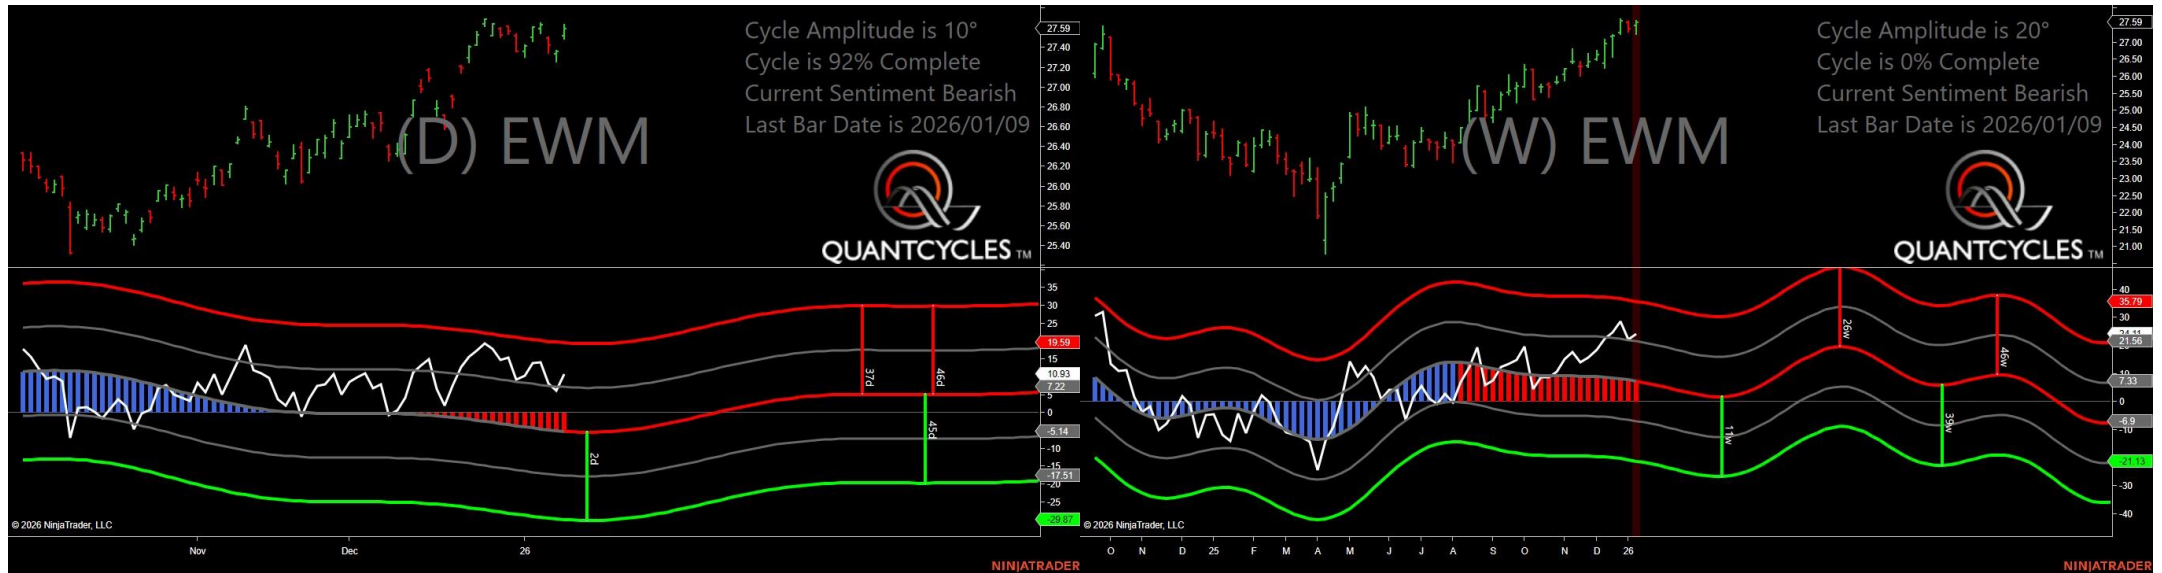 Cycle Amplitude is 10°
Cycle is 92% Complete
Current Sentiment Bearish
Last Bar Date is 2026/01/09
(D) EWM
QUANTCYCLES TM
27.59
27.40
27.20
27.00
26.80
26.60
26.40
26.20
26.00
25.80
25.60
25.40
35
30
25
19.59
15
10.93
7.22
5
0
-5.14
-10
-15
-17.51
-20
-25
-29.87
37d
46d
2d
45d
© 2026 NinjaTrader, LLC
Nov
Dec
26
NINJATRADER
Cycle Amplitude is 20°
Cycle is 0% Complete
Current Sentiment Bearish
Last Bar Date is 2026/01/09
(W) EWM
QUANTCYCLES TM
27.59
27.00
26.50
26.00
25.50
25.00
24.50
24.00
23.50
23.00
22.50
22.00
21.50
21.00
40
35.79
30
24.11
21.56
10
7.33
0
-6.9
-10
-21.13
-30
-40
26w
46w
11w
39w
© 2026 NinjaTrader, LLC
O N D 25 F M A M J J A S O N D 26
NINJATRADER